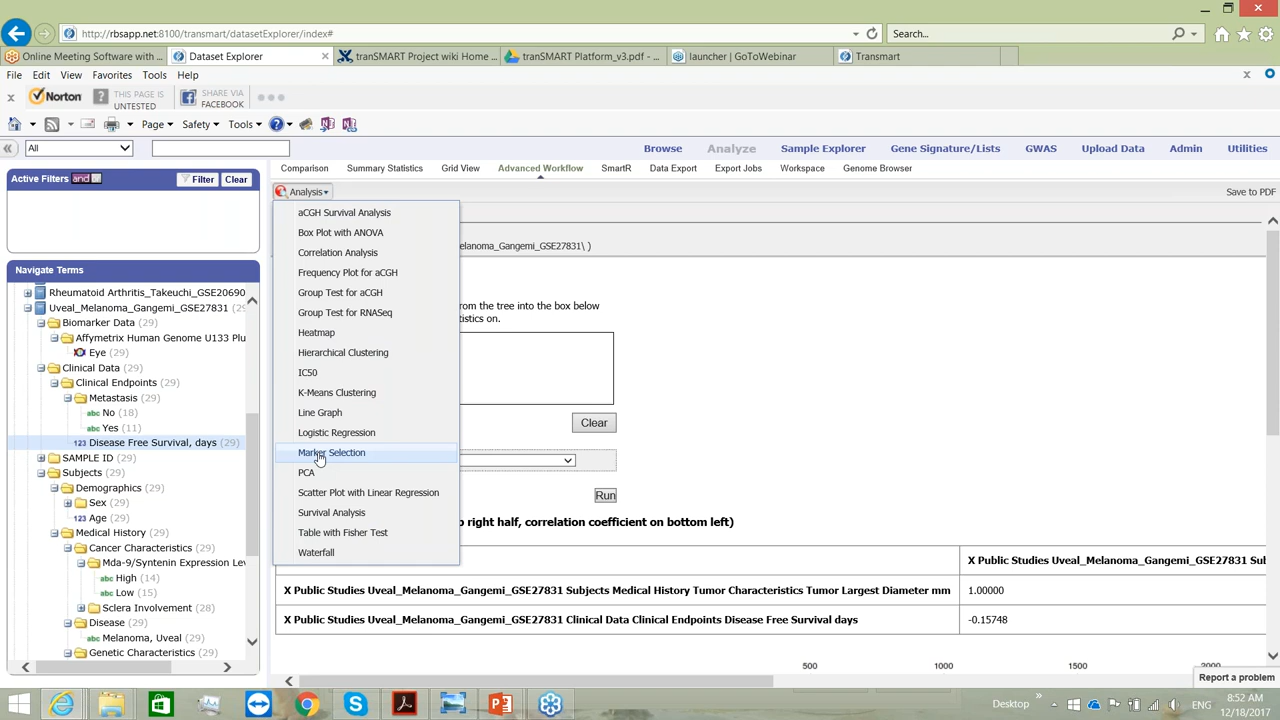 http://rbsapp.net:8100/transmart/datasetExplorer/index#
Search...
Online Meeting Software with ...
Dataset Explorer
tranSMART Project wiki Home ...
tranSMART Platform_v3.pdf - ...
launcher | GoToWebinar
Transmart
File Edit View Favorites Tools Help
x Norton
THIS PAGE IS
UNTESTED
SHARE VIA
FACEBOOK
Page Safety Tools
All
Browse Analyze Sample Explorer Gene Signature/Lists GWAS Upload Data Admin Utilities
Active Filters and
Filter Clear
Comparison Summary Statistics Grid View Advanced Workflow SmartR Data Export Export Jobs Workspace Genome Browser
Analysis
Save to PDF
aCGH Survival Analysis
Box Plot with ANOVA
Correlation Analysis
Frequency Plot for aCGH
Group Test for aCGH
Group Test for RNASeq
Heatmap
Hierarchical Clustering
IC50
K-Means Clustering
Line Graph
Logistic Regression
Marker Selection
PCA
Scatter Plot with Linear Regression
Survival Analysis
Table with Fisher Test
Waterfall
elanoma_Gangemi_GSE27831\ )
rom the tree into the box below
tistics on.
Clear
Run
p right half, correlation coefficient on bottom left)
X Public Studies Uveal_Melanoma_Gangemi_GSE27831 Sub
X Public Studies Uveal_Melanoma_Gangemi_GSE27831 Subjects Medical History Tumor Characteristics Tumor Largest Diameter mm 1.00000
X Public Studies Uveal_Melanoma_Gangemi_GSE27831 Clinical Data Clinical Endpoints Disease Free Survival days -0.15748
500 1000 1500 2000
Report a problem
Navigate Terms
Rheumatoid Arthritis_Takeuchi_GSE20690
Uveal_Melanoma_Gangemi_GSE27831 (29)
Biomarker Data (29)
Affymetrix Human Genome U133 Plu
Eye (29)
Clinical Data (29)
Clinical Endpoints (29)
Metastasis (29)
abc No (18)
abc Yes (11)
123 Disease Free Survival, days (29)
SAMPLE ID (29)
Subjects (29)
Demographics (29)
Sex (29)
123 Age (29)
Medical History (29)
Cancer Characteristics (29)
Mda-9/Syntenin Expression Lev
abc High (14)
abc Low (15)
Sclera Involvement (28)
Disease (29)
abc Melanoma, Uveal (29)
Genetic Characteristics (29)
Desktop
ENG
8:52 AM
12/18/2017